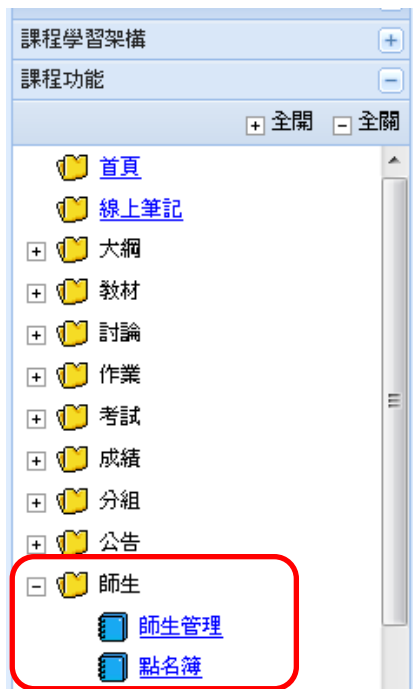 課程學習架構
課程功能
全開 全關
首頁
線上筆記
大綱
教材
討論
作業
考試
成績
分組
公告
師生
師生管理
點名簿